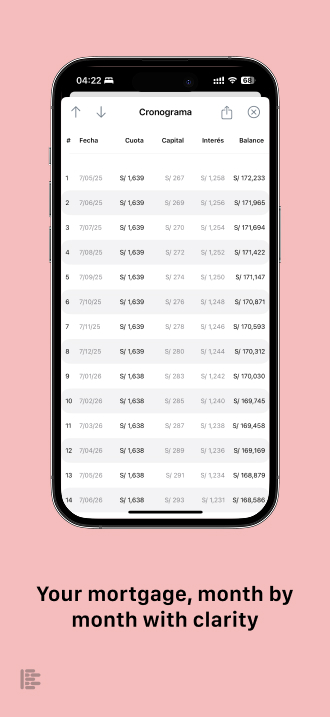 04:22 68
Cronograma
# Fecha Cuota Capital Interés Balance
1 7/05/25 S/ 1,639 S/ 267 S/ 1,258 S/ 172,233
2 7/06/25 S/ 1,639 S/ 269 S/ 1,256 S/ 171,965
3 7/07/25 S/ 1,639 S/ 270 S/ 1,254 S/ 171,694
4 7/08/25 S/ 1,639 S/ 272 S/ 1,252 S/ 171,422
5 7/09/25 S/ 1,639 S/ 274 S/ 1,250 S/ 171,147
6 7/10/25 S/ 1,639 S/ 276 S/ 1,248 S/ 170,871
7 7/11/25 S/ 1,639 S/ 278 S/ 1,246 S/ 170,593
8 7/12/25 S/ 1,639 S/ 280 S/ 1,244 S/ 170,312
9 7/01/26 S/ 1,638 S/ 283 S/ 1,242 S/ 170,030
10 7/02/26 S/ 1,638 S/ 285 S/ 1,240 S/ 169,745
11 7/03/26 S/ 1,638 S/ 287 S/ 1,238 S/ 169,458
12 7/04/26 S/ 1,638 S/ 289 S/ 1,236 S/ 169,169
13 7/05/26 S/ 1,638 S/ 291 S/ 1,234 S/ 168,879
14 7/06/26 S/ 1,638 S/ 293 S/ 1,231 S/ 168,586
Your mortgage, month by
month with clarity